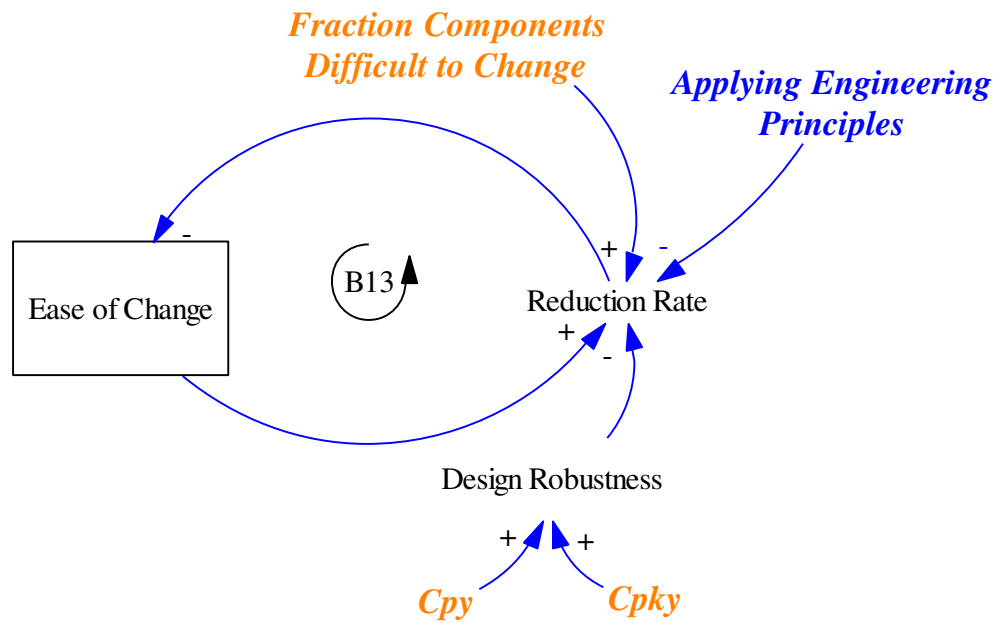 Fraction Components
Difficult to Change
Applying Engineering
Principles
-
+
-
B13
Ease of Change
Reduction Rate
+
-
Design Robustness
+
+
Cpy
Cpky